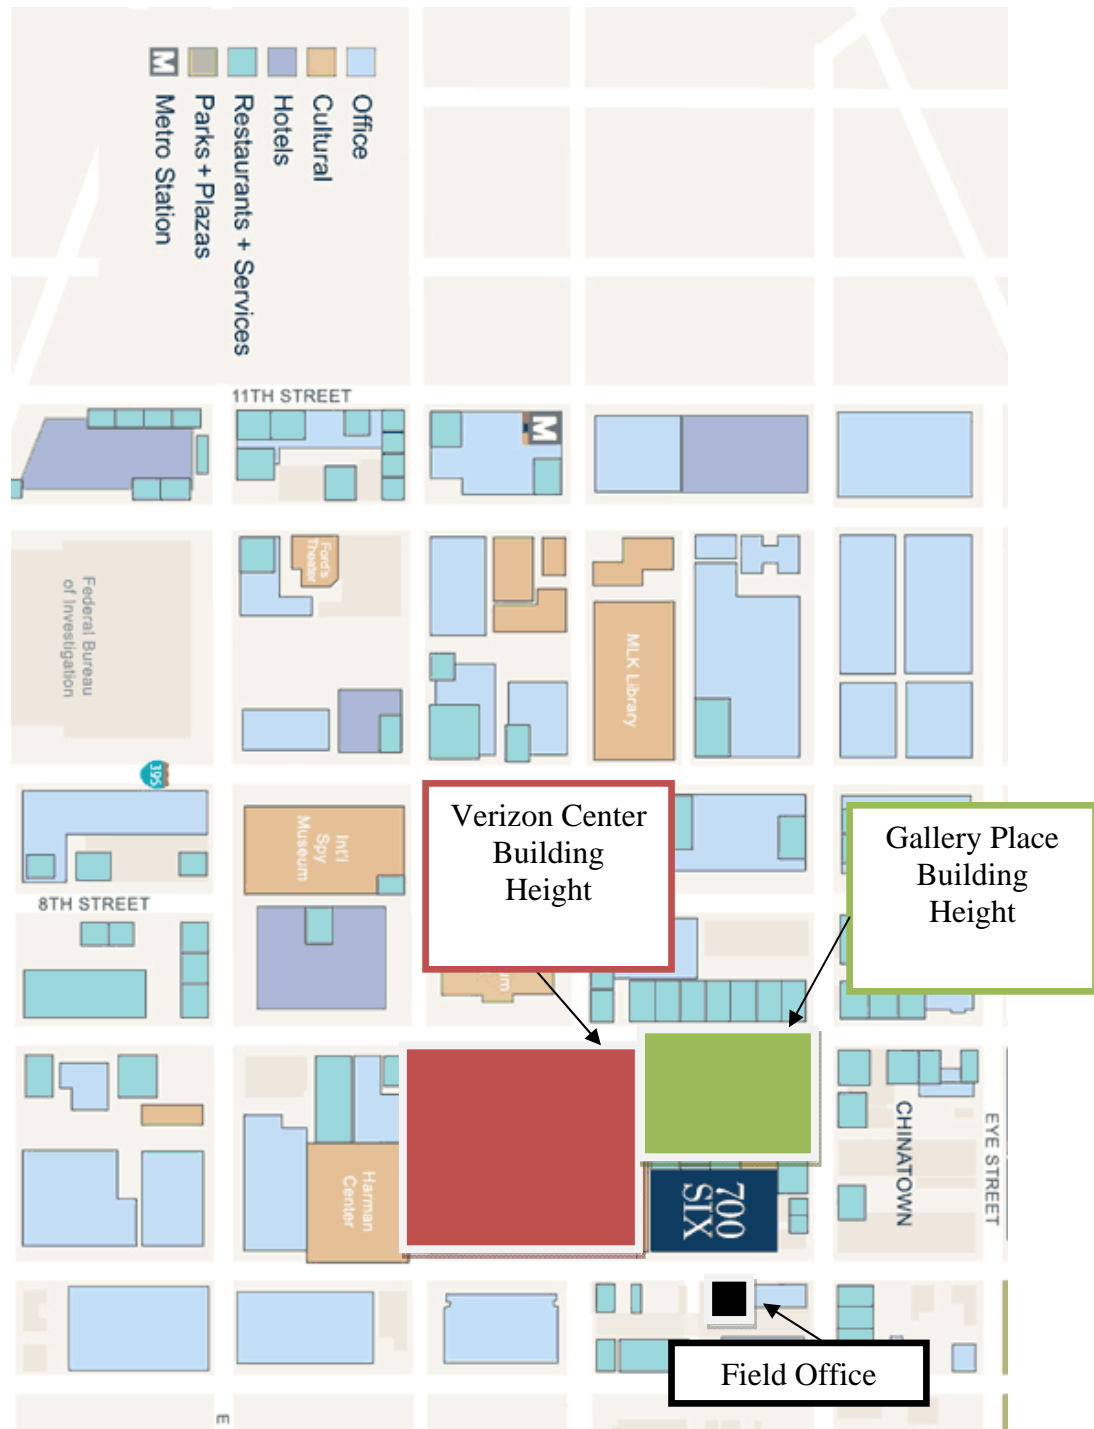 Office
Cultural
Hotels
Restaurants + Services
Parks + Plazas
M Metro Station
11TH STREET
M
Ford's
Theater
Federal Bureau
of Investigation
MLK Library
395
Int'l
Spy
Museum
Verizon Center
Building
Height
Gallery Place
Building
Height
8TH STREET
um
CHINATOWN
EYE STREET
Harman
Center
700
SIX
Field Office
E